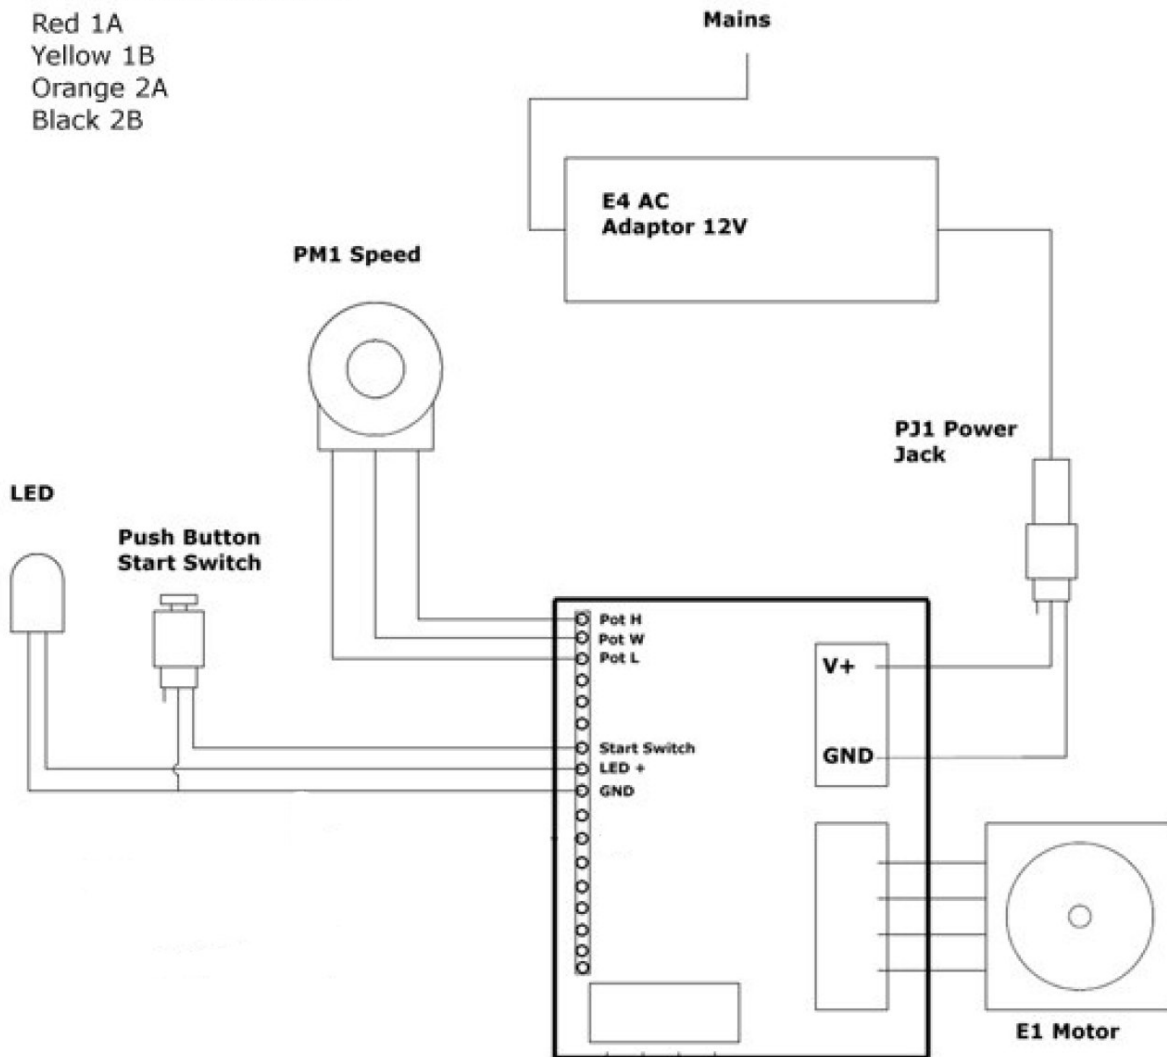 Red 1A
Yellow 1B
Orange 2A
Black 2B
Mains
E4 AC
Adaptor 12V
PM1 Speed
PJ1 Power
Jack
LED
Push Button
Start Switch
Pot H
Pot W
Pot L
Start Switch
LED +
GND
V+
GND
E1 Motor